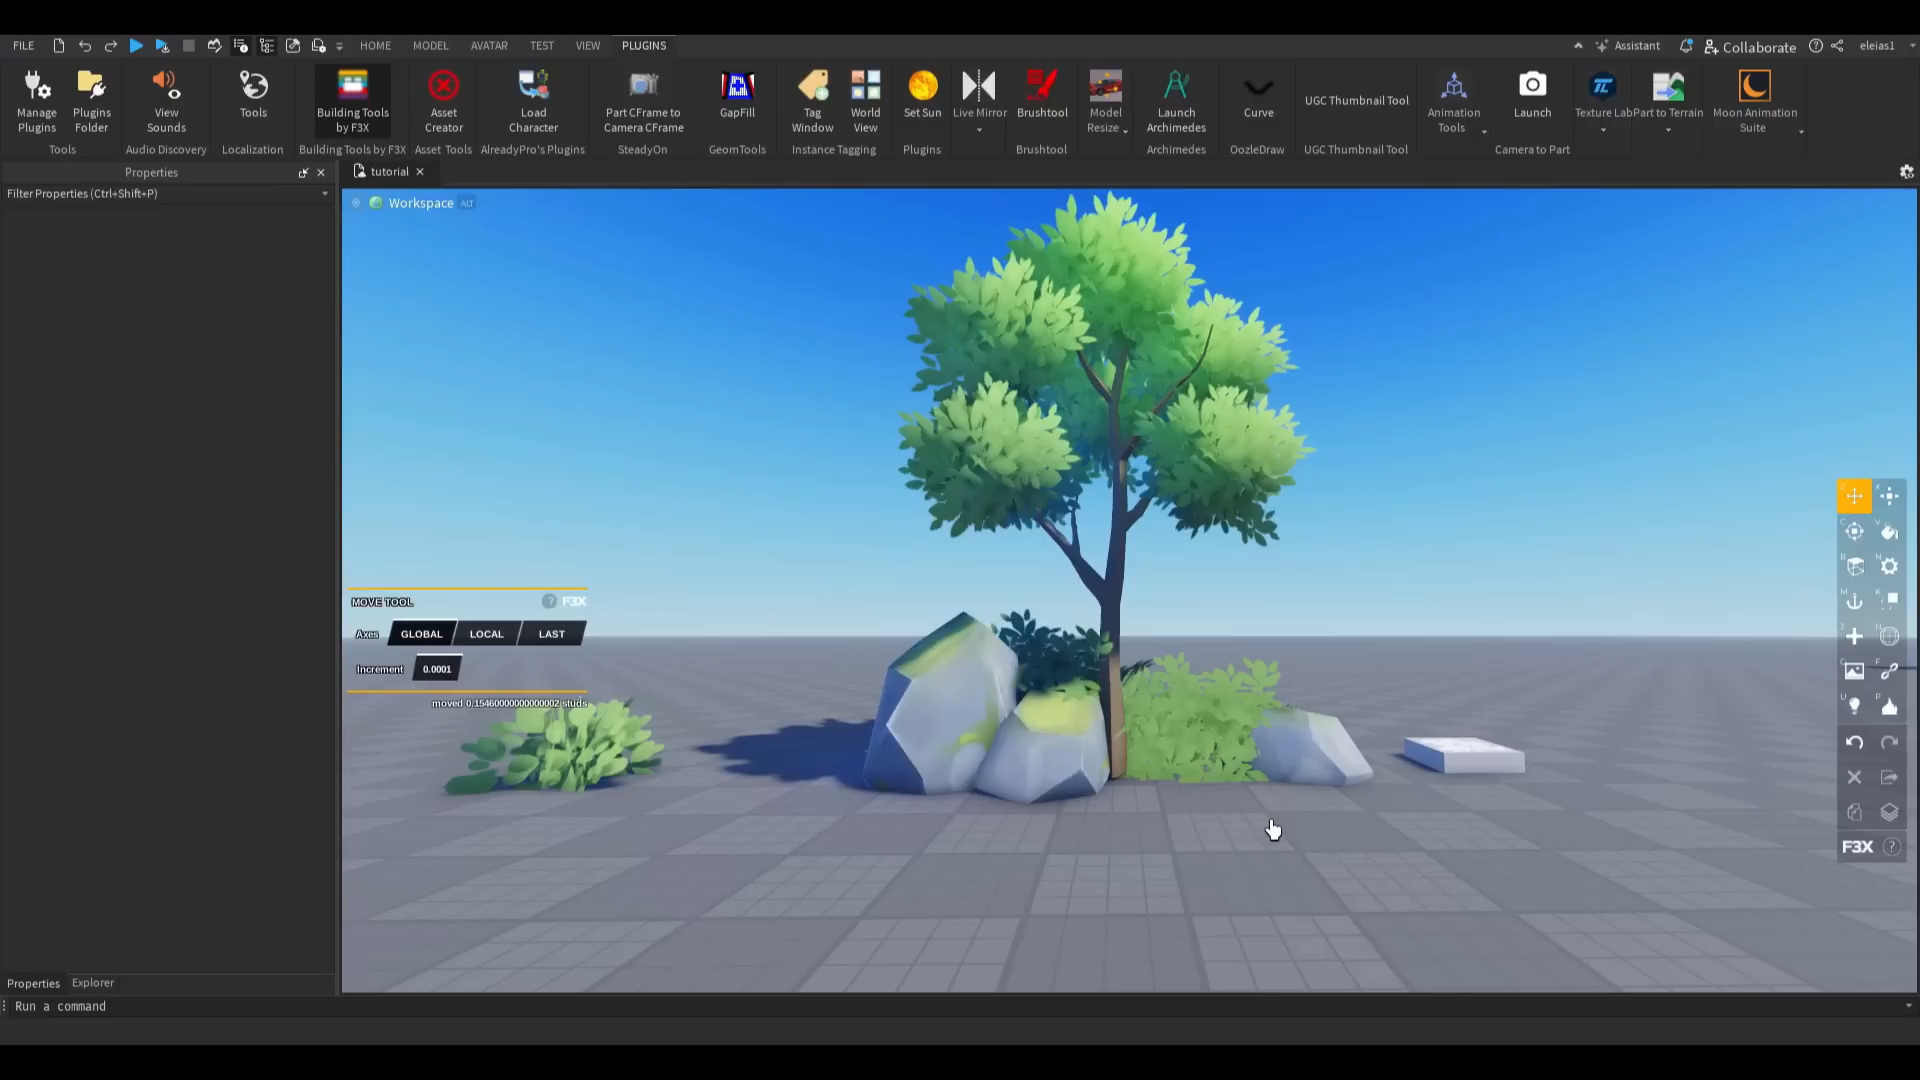 FILE HOME MODEL AVATAR TEST VIEW PLUGINS Assistant Collaborate eleias1
Manage Plugins
Plugins Folder
Tools
View Sounds
Audio Discovery
Tools
Localization
Building Tools by F3X
Building Tools by F3X
Asset Creator
Asset Tools
Load Character
AlreadyPro's Plugins
Part CFrame to Camera CFrame
SteadyOn
GapFill
GeomTools
Tag Window
World View
Instance Tagging
Set Sun
Plugins
Live Mirror
Brushtool
Brushtool
Model Resize
Launch Archimedes
Archimedes
Curve
OozleDraw
UGC Thumbnail Tool
UGC Thumbnail Tool
Animation Tools
Launch
Camera to Part
Texture Lab
Part to Terrain
Moon Animation Suite
Properties
Filter Properties (Ctrl+Shift+P)
tutorial
Workspace ALT
MOVE TOOL ? F3X
Axes GLOBAL LOCAL LAST
Increment 0.0001
moved 0.15460000000000002 studs
F3X ?
Properties Explorer
Run a command